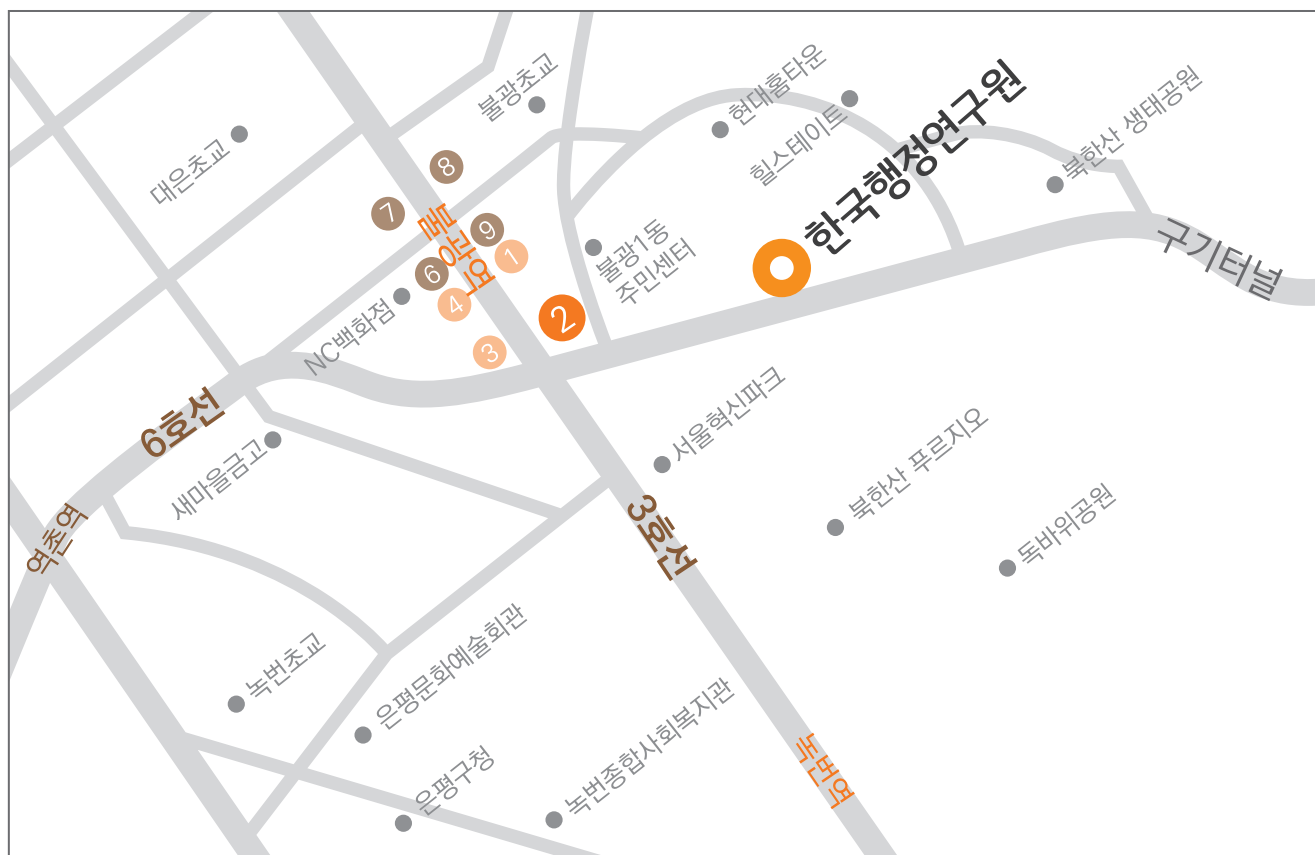 불광초교
현대홈타운
힐스테이트
한국행정연구원
북한산 생태공원
대은초교
8
7
불광역
9
1
6
4
불광1동
주민센터
구기터널
2
NC백화점
3
6호선
서울혁신파크
새마을금고
북한산 푸르지오
3호선
역촌역
독바위공원
은평문화예술회관
녹번초교
녹번종합사회복지관
은평구청
녹번역